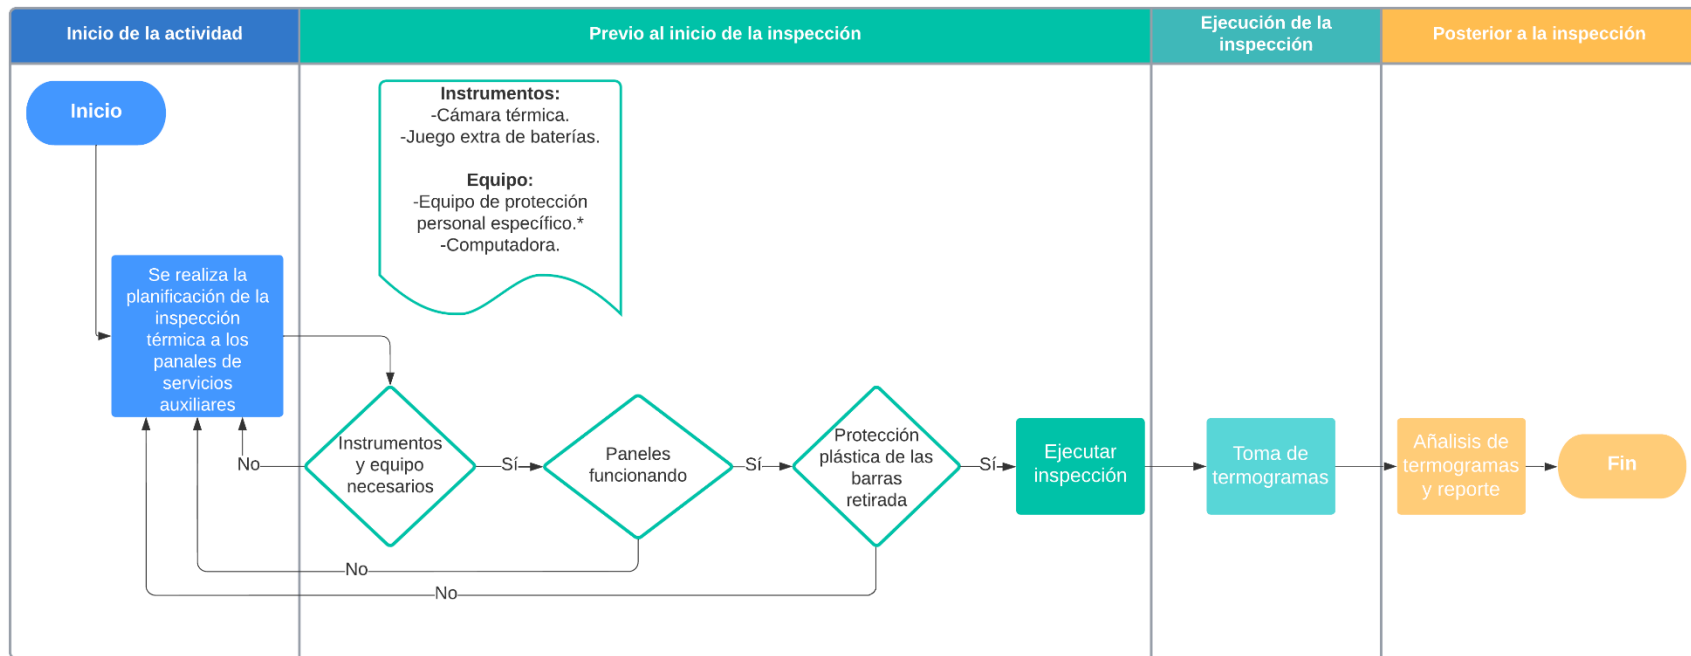 Inicio de la actividad
Previo al inicio de la inspección
Ejecución de la
inspección
Posterior a la inspección
Inicio
Instrumentos:
-Cámara térmica.
-Juego extra de baterías.
Equipo:
-Equipo de protección
personal específico.*
-Computadora.
Se realiza la
planificación de la
inspección
térmica a los
panales de
servicios
auxiliares
No
Instrumentos
y equipo
necesarios
Sí
Paneles
funcionando
Sí
Protección
plástica de las
barras
retirada
Sí
Ejecutar
inspección
Toma de
termogramas
Añalisis de
termogramas
y reporte
Fin
No
No